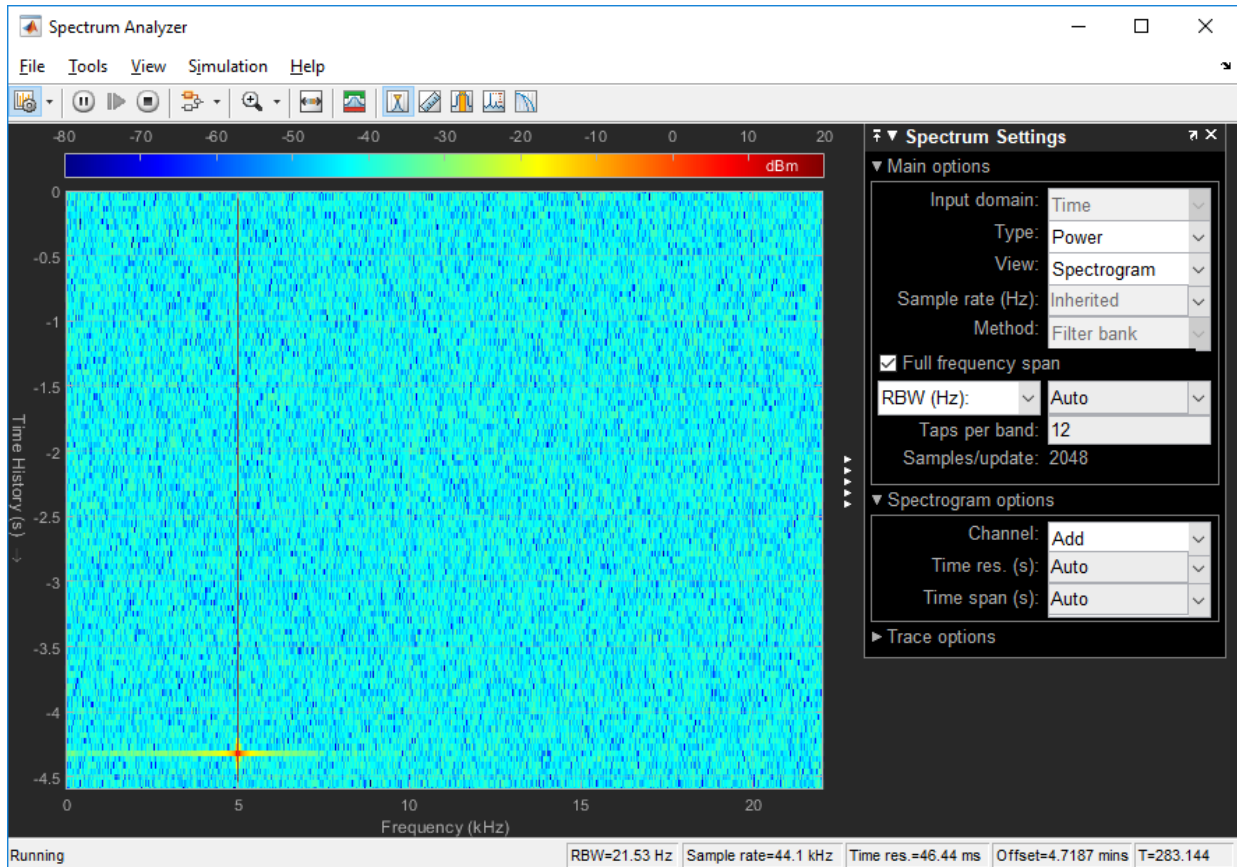 Spectrum Analyzer
File Tools View Simulation Help
-80 -70 -60 -50 -40 -30 -20 -10 0 10 20
dBm
0
-0.5
-1
-1.5
-2
-2.5
-3
-3.5
-4
-4.5
Time History (s) →
0 5 10 15 20
Frequency (kHz)
Spectrum Settings
Main options
Input domain: Time
Type: Power
View: Spectrogram
Sample rate (Hz): Inherited
Method: Filter bank
Full frequency span
RBW (Hz): Auto
Taps per band: 12
Samples/update: 2048
Spectrogram options
Channel: Add
Time res. (s): Auto
Time span (s): Auto
Trace options
Running RBW=21.53 Hz Sample rate=44.1 kHz Time res.=46.44 ms Offset=4.7187 mins T=283.144